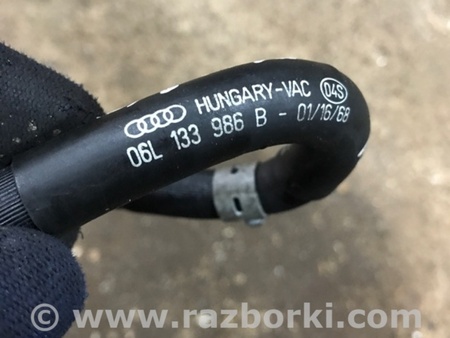 HUNGARY-VAC 04S
06L 133 986 B - 01/16/68
© www.razborki.com